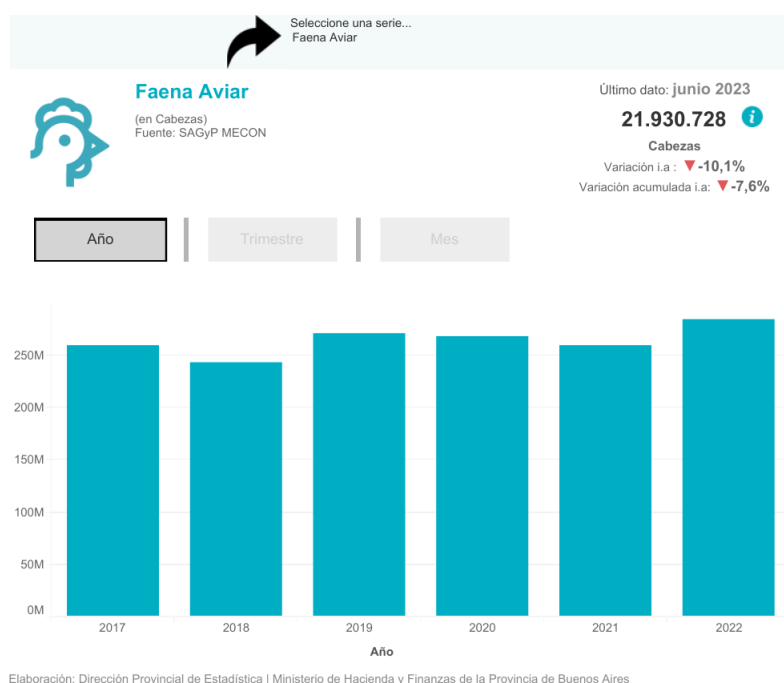 Seleccione una serie...
Faena Aviar
Faena Aviar
(en Cabezas)
Fuente: SAGyP MECON
Último dato: junio 2023
21.930.728 i
Cabezas
Variación i.a : ▼-10,1%
Variación acumulada i.a: ▼-7,6%
Año Trimestre Mes
250M
200M
150M
100M
50M
0M
2017 2018 2019 2020 2021 2022
Año
Elaboración: Dirección Provincial de Estadística | Ministerio de Hacienda y Finanzas de la Provincia de Buenos Aires